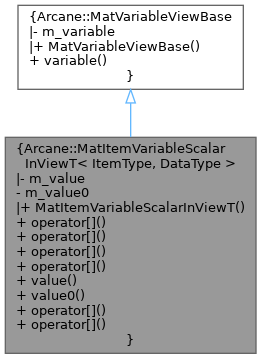 {Arcane::MatVariableViewBase
|- m_variable
|+ MatVariableViewBase()
+ variable()
}
{Arcane::MatItemVariableScalar
InViewT< ItemType, DataType >
|- m_value
- m_value0
|+ MatItemVariableScalarInViewT()
+ operator[]()
+ operator[]()
+ operator[]()
+ operator[]()
+ value()
+ value0()
+ operator[]()
+ operator[]()
}